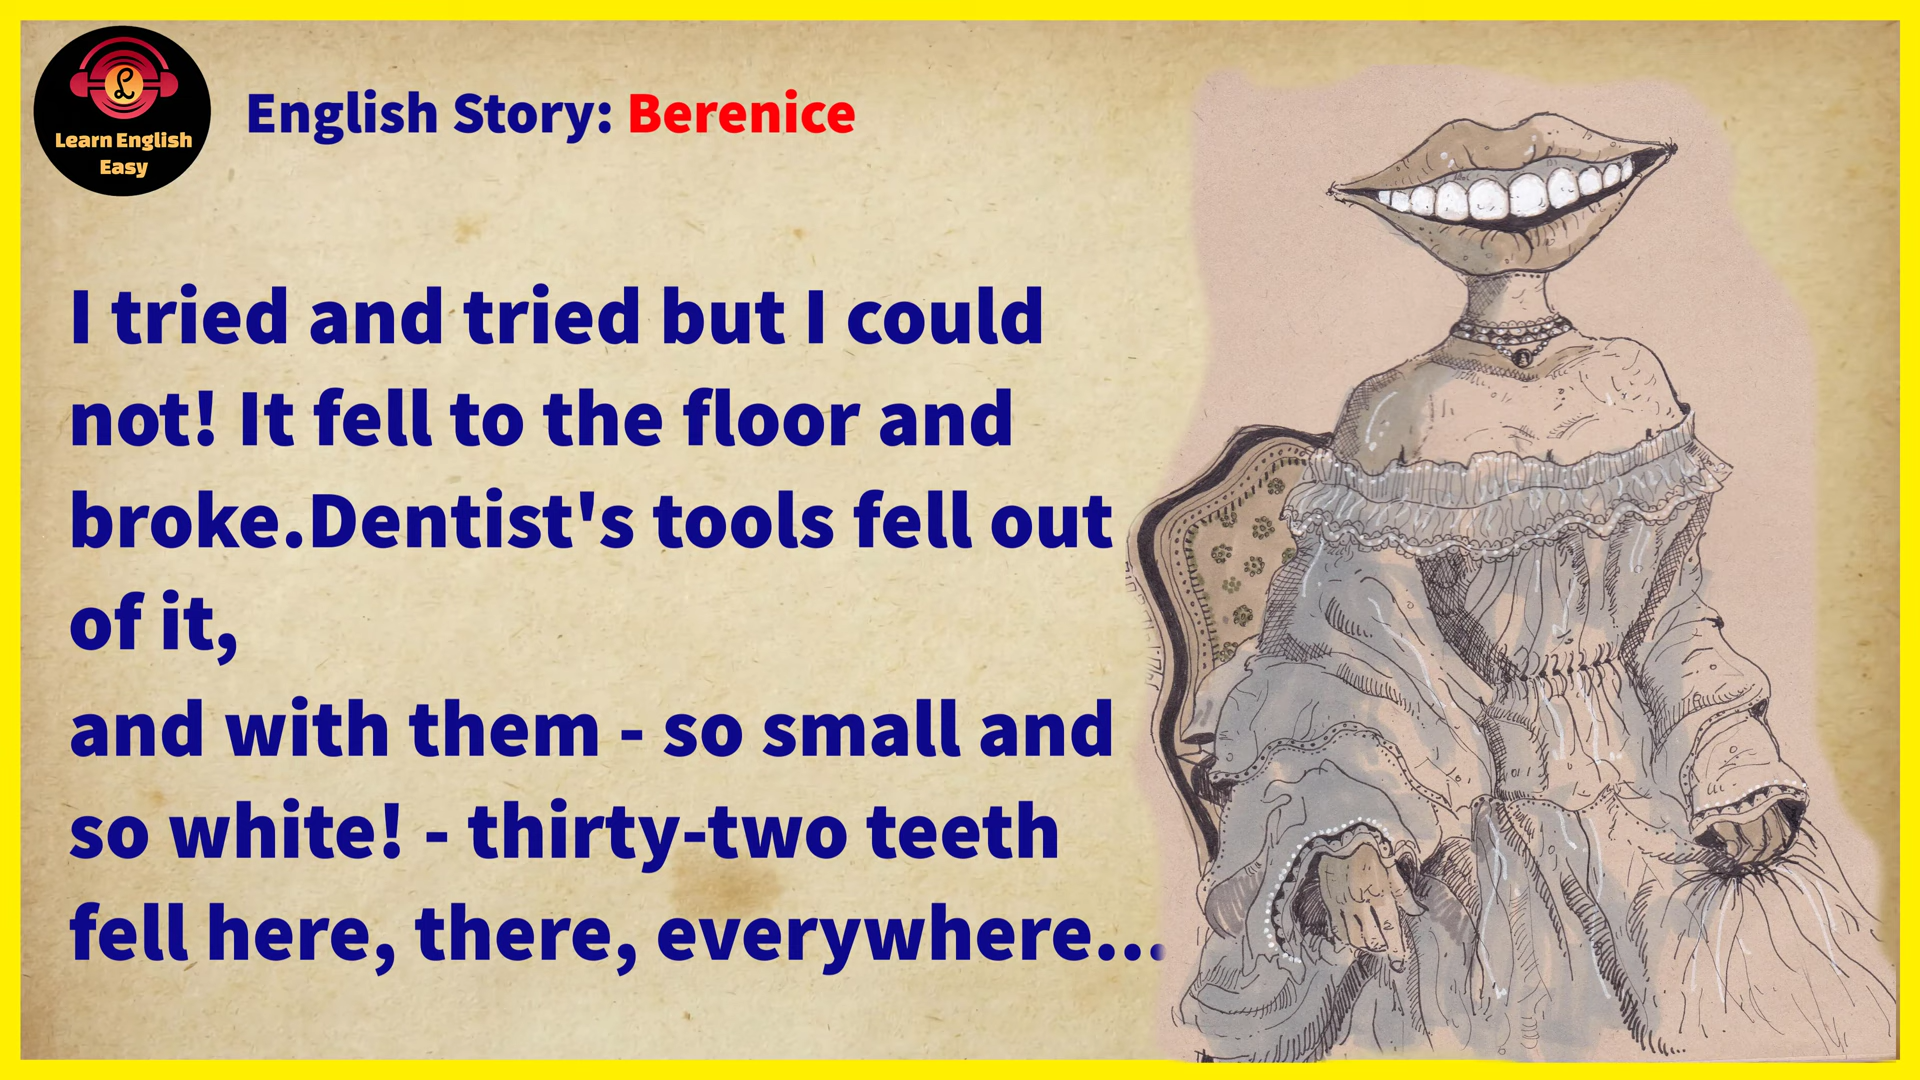 Learn English
Easy
English Story: Berenice
I tried and tried but I could
not! It fell to the floor and
broke.Dentist's tools fell out
of it,
and with them - so small and
so white! - thirty-two teeth
fell here, there, everywhere...